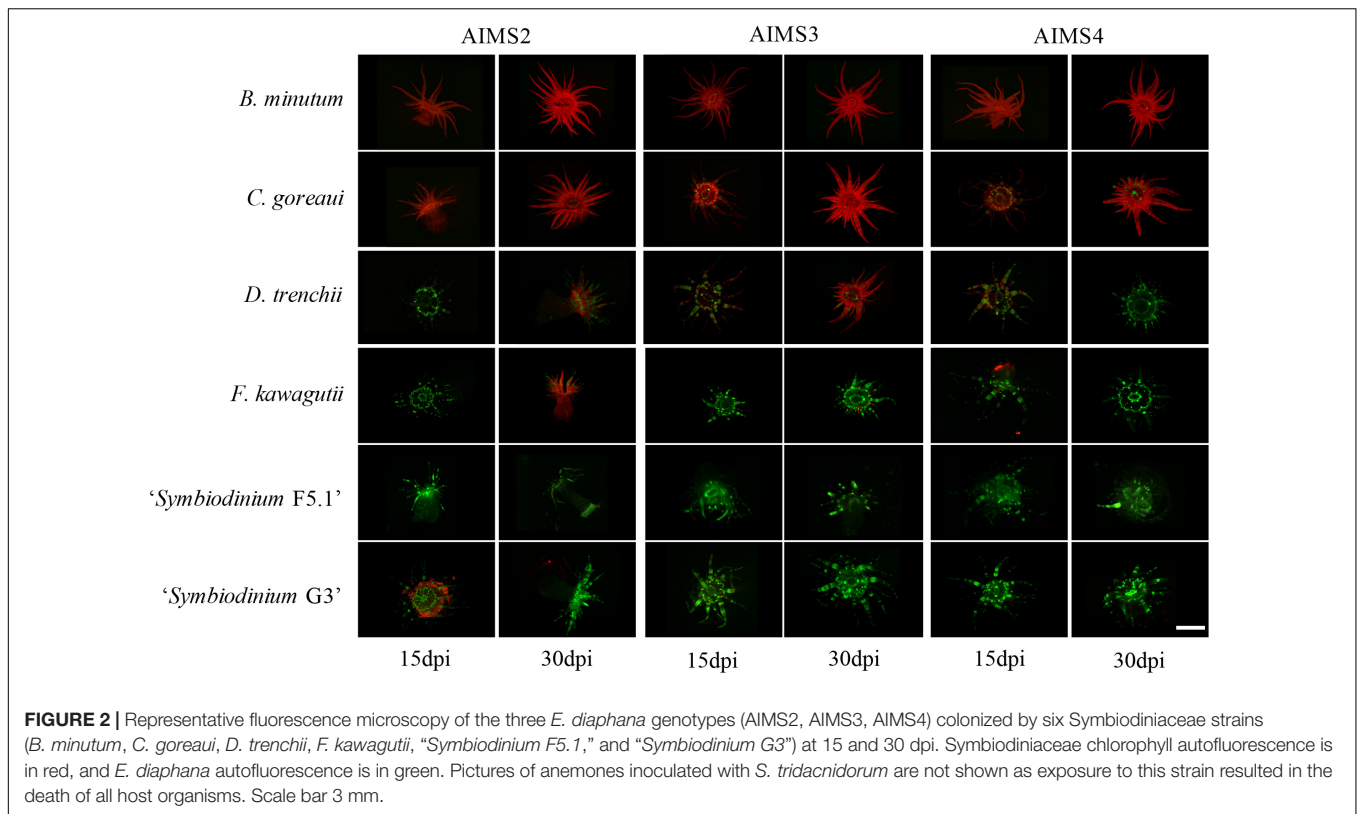 AIMS2 AIMS3 AIMS4
B. minutum
C. goreaui
D. trenchii
F. kawagutii
‘Symbiodinium F5.1’
‘Symbiodinium G3’
15dpi 30dpi 15dpi 30dpi 15dpi 30dpi
FIGURE 2 | Representative fluorescence microscopy of the three E. diaphana genotypes (AIMS2, AIMS3, AIMS4) colonized by six Symbiodiniaceae strains
(B. minutum, C. goreaui, D. trenchii, F. kawagutii, “Symbiodinium F5.1,” and “Symbiodinium G3”) at 15 and 30 dpi. Symbiodiniaceae chlorophyll autofluorescence is
in red, and E. diaphana autofluorescence is in green. Pictures of anemones inoculated with S. tridacnidorum are not shown as exposure to this strain resulted in the
death of all host organisms. Scale bar 3 mm.